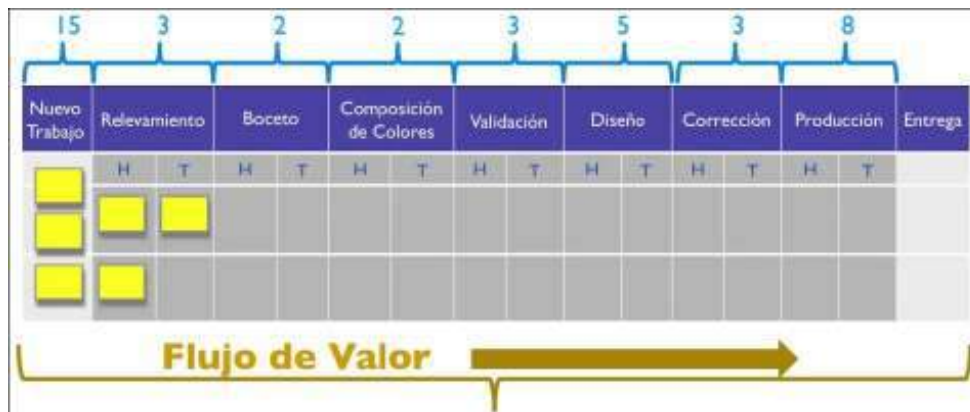 15 3 2 2 3 5 3 8
Nuevo Trabajo Relevamiento Boceto Composición de Colores Validación Diseño Corrección Producción Entrega
H T H T H T H T H T H T H T
Flujo de Valor